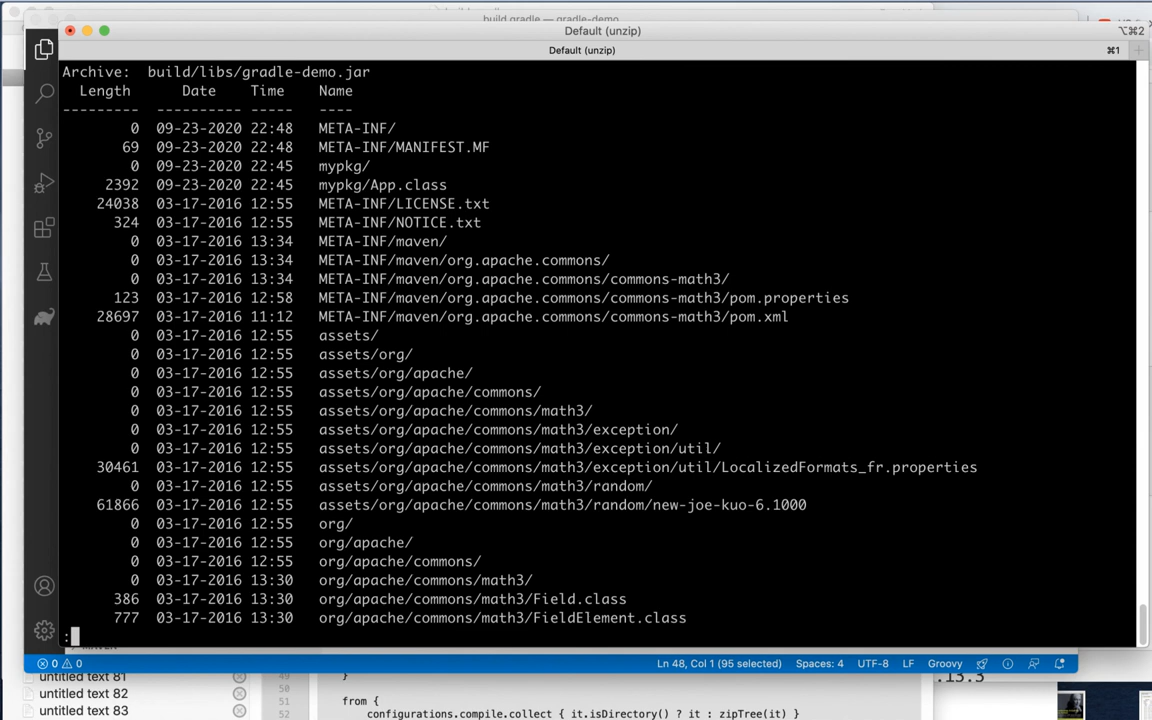 build.gradle — gradle-demo
Default (unzip)
⌥⌘2
Default (unzip)
⌘1
+
Archive:  build/libs/gradle-demo.jar
  Length      Date    Time    Name
---------  ---------- -----   ----
        0  09-23-2020 22:48   META-INF/
       69  09-23-2020 22:48   META-INF/MANIFEST.MF
        0  09-23-2020 22:45   mypkg/
     2392  09-23-2020 22:45   mypkg/App.class
    24038  03-17-2016 12:55   META-INF/LICENSE.txt
      324  03-17-2016 12:55   META-INF/NOTICE.txt
        0  03-17-2016 13:34   META-INF/maven/
        0  03-17-2016 13:34   META-INF/maven/org.apache.commons/
        0  03-17-2016 13:34   META-INF/maven/org.apache.commons/commons-math3/
      123  03-17-2016 12:58   META-INF/maven/org.apache.commons/commons-math3/pom.properties
    28697  03-17-2016 11:12   META-INF/maven/org.apache.commons/commons-math3/pom.xml
        0  03-17-2016 12:55   assets/
        0  03-17-2016 12:55   assets/org/
        0  03-17-2016 12:55   assets/org/apache/
        0  03-17-2016 12:55   assets/org/apache/commons/
        0  03-17-2016 12:55   assets/org/apache/commons/math3/
        0  03-17-2016 12:55   assets/org/apache/commons/math3/exception/
        0  03-17-2016 12:55   assets/org/apache/commons/math3/exception/util/
    30461  03-17-2016 12:55   assets/org/apache/commons/math3/exception/util/LocalizedFormats_fr.properties
        0  03-17-2016 12:55   assets/org/apache/commons/math3/random/
    61866  03-17-2016 12:55   assets/org/apache/commons/math3/random/new-joe-kuo-6.1000
        0  03-17-2016 12:55   org/
        0  03-17-2016 12:55   org/apache/
        0  03-17-2016 12:55   org/apache/commons/
        0  03-17-2016 13:30   org/apache/commons/math3/
      386  03-17-2016 13:30   org/apache/commons/math3/Field.class
      777  03-17-2016 13:30   org/apache/commons/math3/FieldElement.class
:
0 0
Ln 48, Col 1 (95 selected)
Spaces: 4
UTF-8
LF
Groovy
untitled text 81
untitled text 82
untitled text 83
49 }
50
51 from {
52 configurations.compile.collect { it.isDirectory() ? it : zipTree(it) }
.13.3